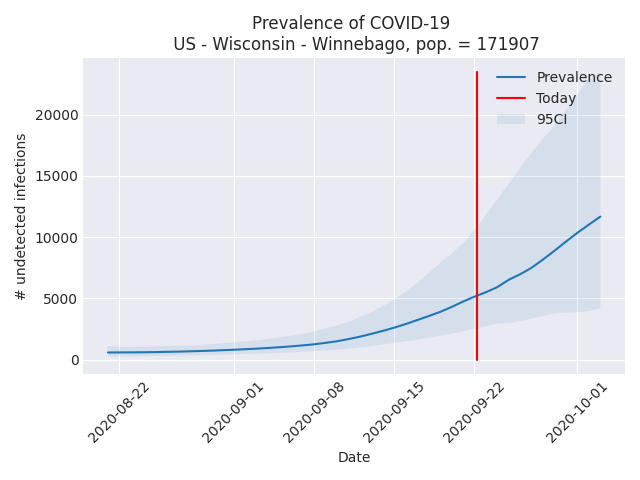 Prevalence of COVID-19
US - Wisconsin - Winnebago, pop. = 171907
Prevalence
Today
95CI
# undetected infections
20000
15000
10000
5000
0
2020-08-22
2020-09-01
2020-09-08
2020-09-15
2020-09-22
2020-10-01
Date